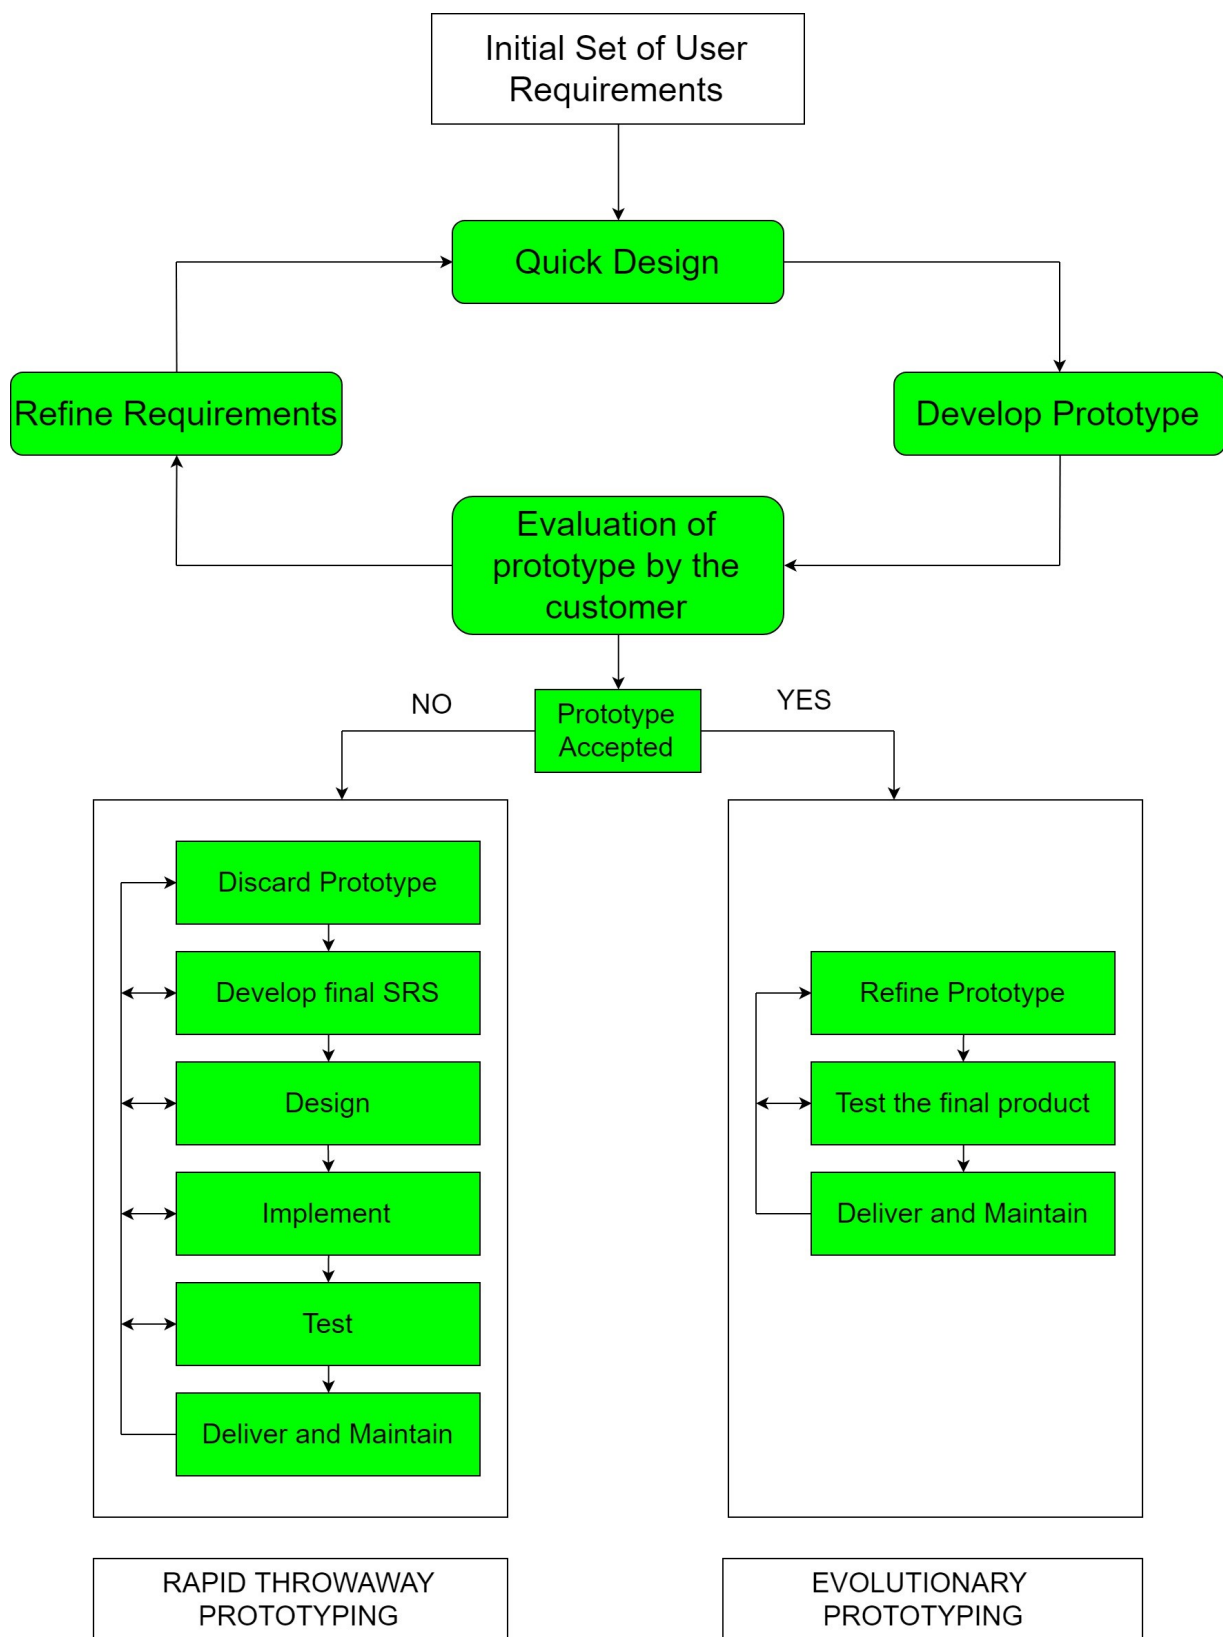 Initial Set of User
Requirements
Quick Design
Refine Requirements
Develop Prototype
Evaluation of
prototype by the
customer
NO
Prototype
Accepted
YES
Discard Prototype
Develop final SRS
Design
Implement
Test
Deliver and Maintain
Refine Prototype
Test the final product
Deliver and Maintain
RAPID THROWAWAY
PROTOTYPING
EVOLUTIONARY
PROTOTYPING